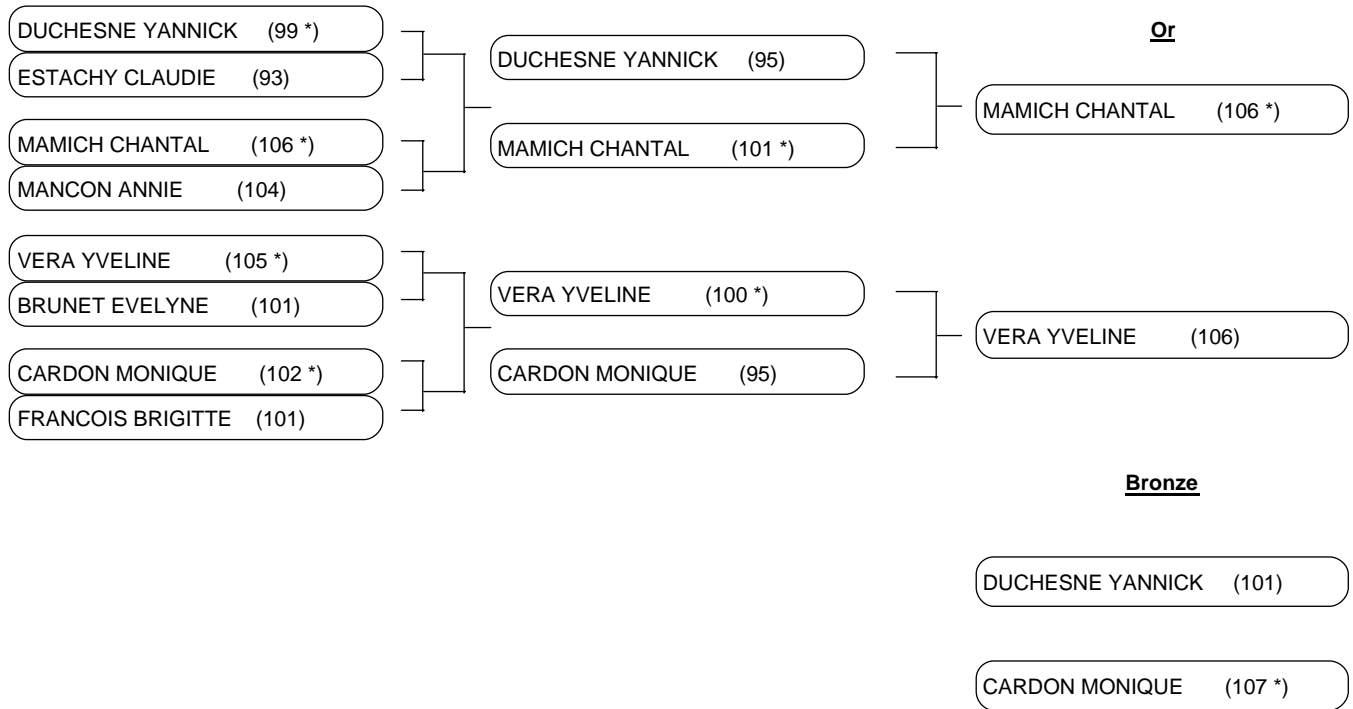 DUCHESNE YANNICK (99 *)
ESTACHY CLAUDIE (93)
MAMICH CHANTAL (106 *)
MANCON ANNIE (104)
VERA YVELINE (105 *)
BRUNET EVELYNE (101)
CARDON MONIQUE (102 *)
FRANCOIS BRIGITTE (101)
DUCHESNE YANNICK (95)
MAMICH CHANTAL (101 *)
VERA YVELINE (100 *)
CARDON MONIQUE (95)
Or
MAMICH CHANTAL (106 *)
VERA YVELINE (106)
Bronze
DUCHESNE YANNICK (101)
CARDON MONIQUE (107 *)